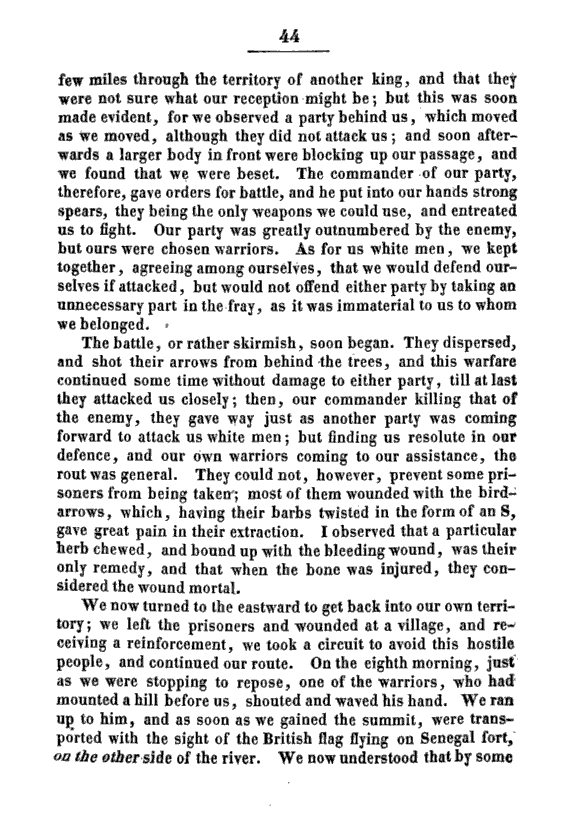 44
few miles through the territory of another king, and that they
were not sure what our reception might be; but this was soon
made evident, for we observed a party behind us, which moved
as we moved, although they did not attack us; and soon after-
wards a larger body in front were blocking up our passage, and
we found that we were beset. The commander of our party,
therefore, gave orders for battle, and he put into our hands strong
spears, they being the only weapons we could use, and entreated
us to fight. Our party was greatly outnumbered by the enemy,
but ours were chosen warriors. As for us white men, we kept
together, agreeing among ourselves, that we would defend our-
selves if attacked, but would not offend either party by taking an
unnecessary part in the fray, as it was immaterial to us to whom
we belonged.
The battle, or rather skirmish, soon began. They dispersed,
and shot their arrows from behind the trees, and this warfare
continued some time without damage to either party, till at last
they attacked us closely; then, our commander killing that of
the enemy, they gave way just as another party was coming
forward to attack us white men; but finding us resolute in our
defence, and our own warriors coming to our assistance, the
rout was general. They could not, however, prevent some pri-
soners from being taken; most of them wounded with the bird-
arrows, which, having their barbs twisted in the form of an S,
gave great pain in their extraction. I observed that a particular
herb chewed, and bound up with the bleeding wound, was their
only remedy, and that when the bone was injured, they con-
sidered the wound mortal.
We now turned to the eastward to get back into our own terri-
tory; we left the prisoners and wounded at a village, and re-
ceiving a reinforcement, we took a circuit to avoid this hostile
people, and continued our route. On the eighth morning, just
as we were stopping to repose, one of the warriors, who had
mounted a hill before us, shouted and waved his hand. We ran
up to him, and as soon as we gained the summit, were trans-
ported with the sight of the British flag flying on Senegal fort,
on the other side of the river. We now understood that by some